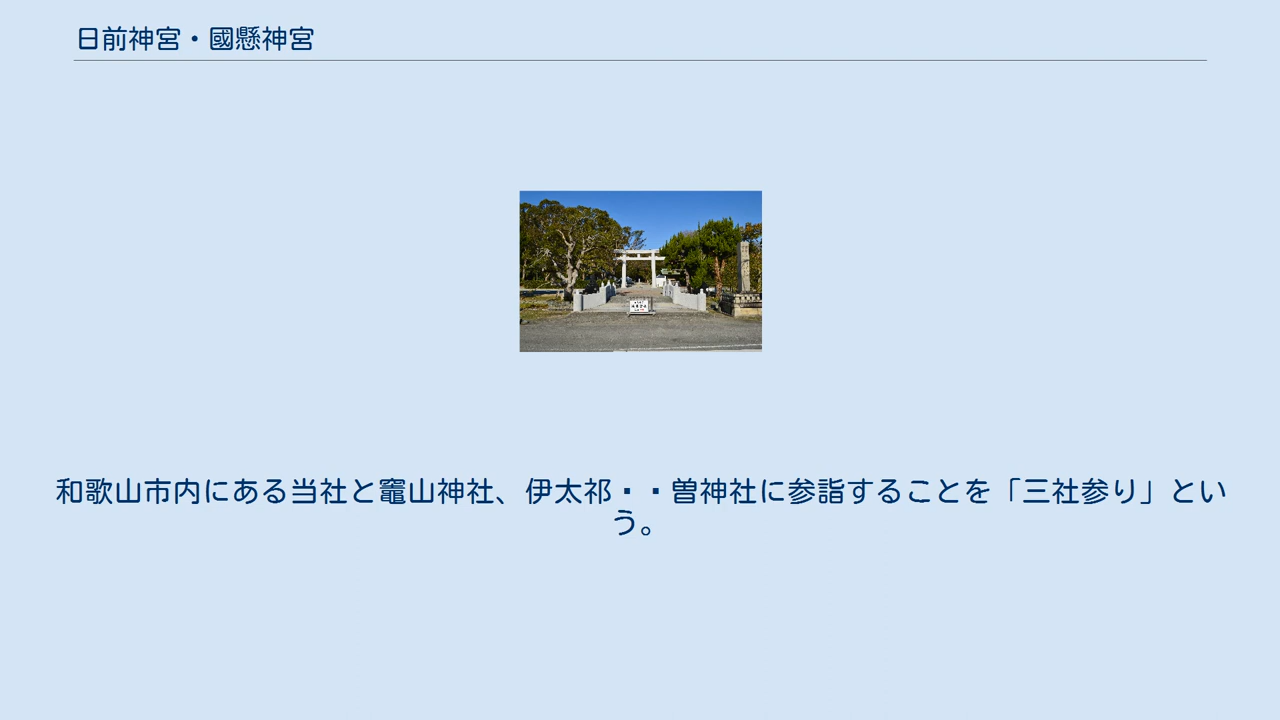 日前神宮・國懸神宮
和歌山市内にある当社と竈山神社、伊太祁・・曽神社に参詣することを「三社参り」とい
う。